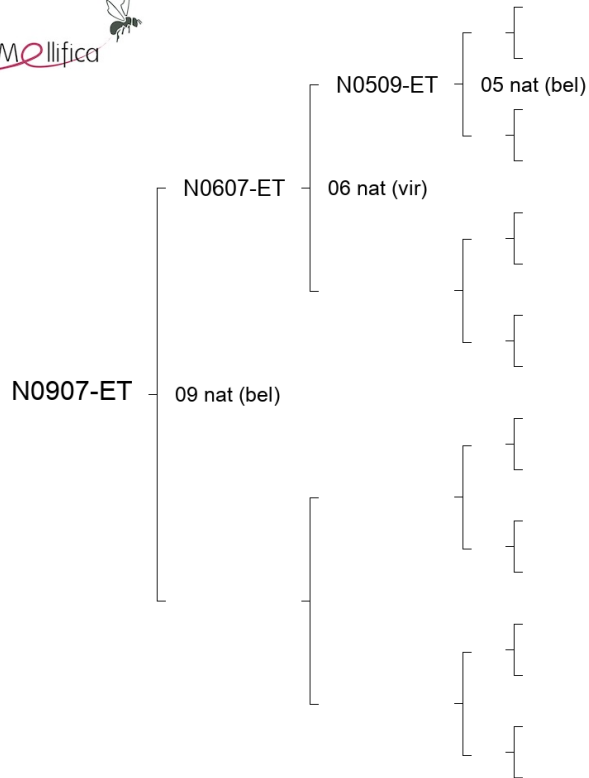 Mellifica
N0509-ET 05 nat (bel)
N0607-ET 06 nat (vir)
N0907-ET 09 nat (bel)